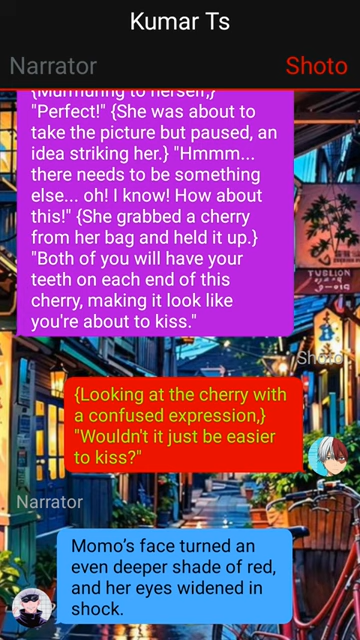 Kumar Ts
Narrator
Shoto
{Murmuring to herself,}
"Perfect!" {She was about to
take the picture but paused, an
idea striking her.} "Hmmm...
there needs to be something
else... oh! I know! How about
this!" {She grabbed a cherry
from her bag and held it up.}
"Both of you will have your
teeth on each end of this
cherry, making it look like
you're about to kiss."
Shoto
{Looking at the cherry with
a confused expression,}
"Wouldn't it just be easier
to kiss?"
Narrator
Momo’s face turned an
even deeper shade of red,
and her eyes widened in
shock.